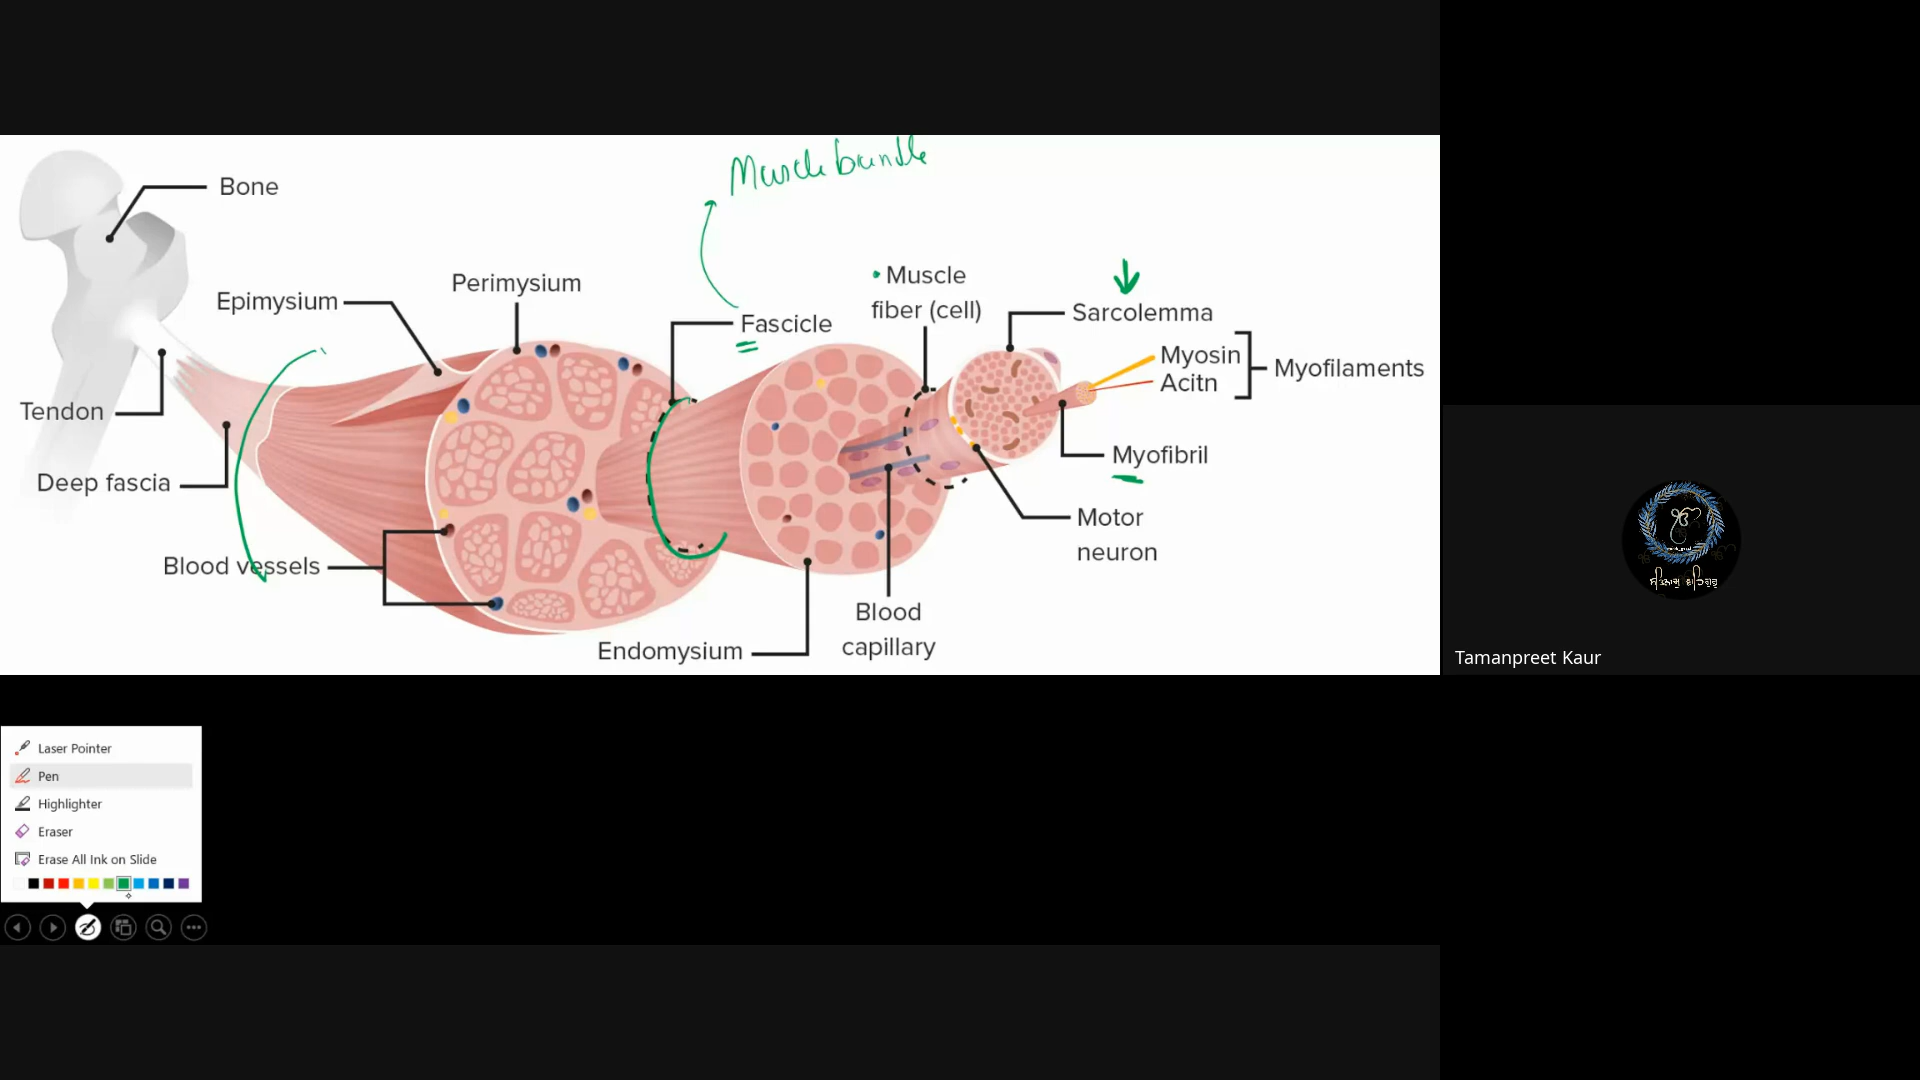 Muscle bundle
Bone
Epimysium
Perimysium
Fascicle
Muscle
fiber (cell)
Sarcolemma
Myosin
Acitn
Myofilaments
Tendon
Deep fascia
Myofibril
Motor
neuron
Blood vessels
Blood
capillary
Endomysium
Tamanpreet Kaur
Laser Pointer
Pen
Highlighter
Eraser
Erase All Ink on Slide